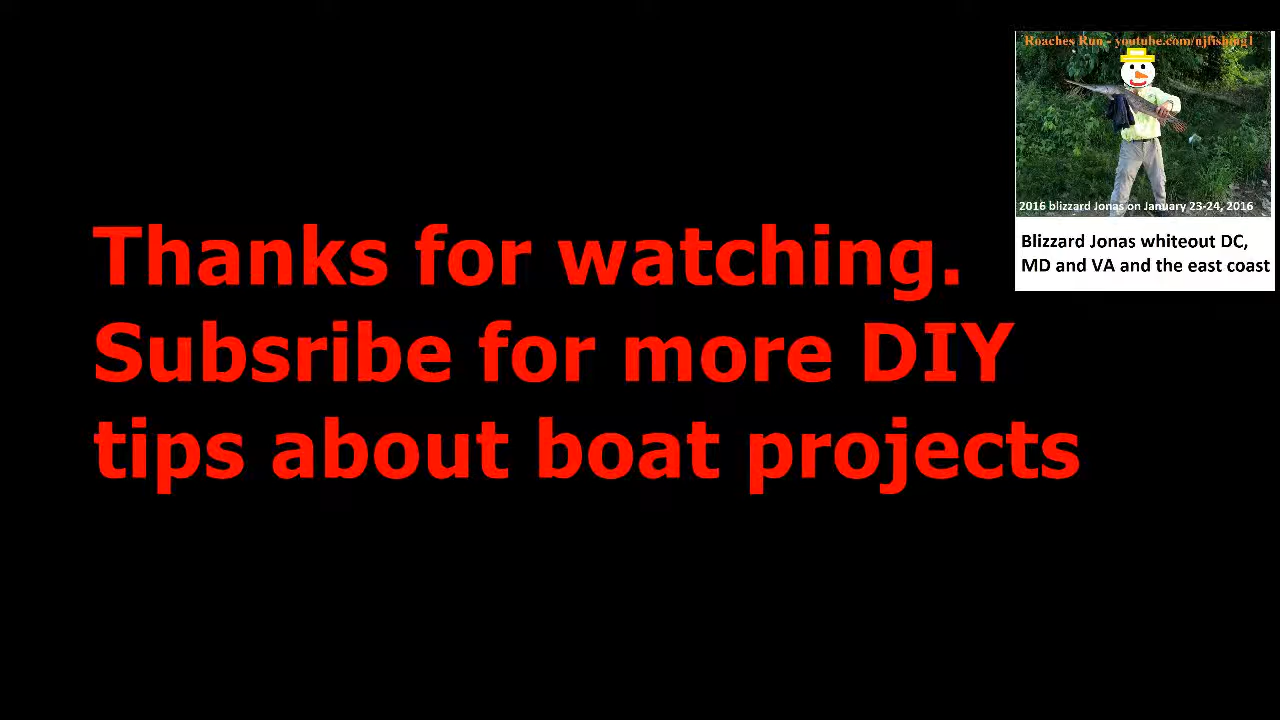 Roaches Run - youtube.com/njfishing1
2016 blizzard Jonas on January 23-24, 2016
Blizzard Jonas whiteout DC,
MD and VA and the east coast
Thanks for watching.
Subsribe for more DIY
tips about boat projects